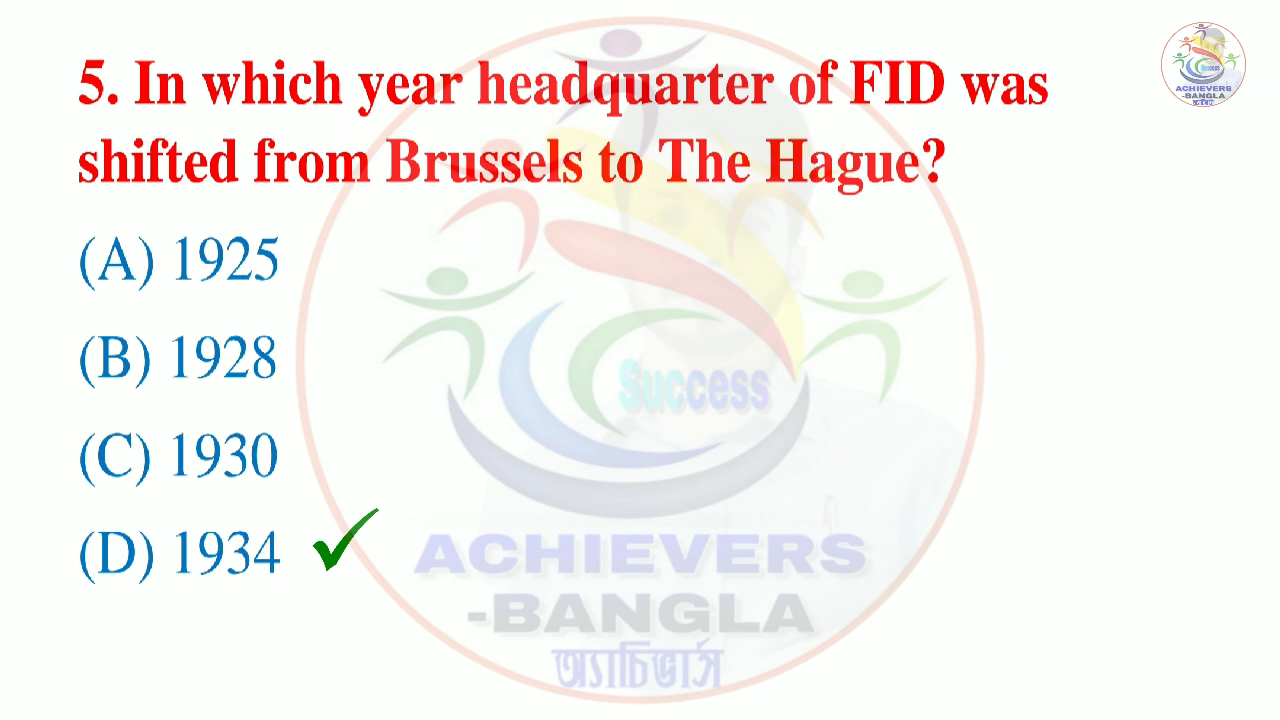 5. In which year headquarter of FID was
shifted from Brussels to The Hague?
(A) 1925
(B) 1928
(C) 1930
(D) 1934
Success
ACHIEVERS
-BANGLA
অ্যাচিভার্স
Success
ACHIEVERS
-BANGLA
অ্যাচিভার্স